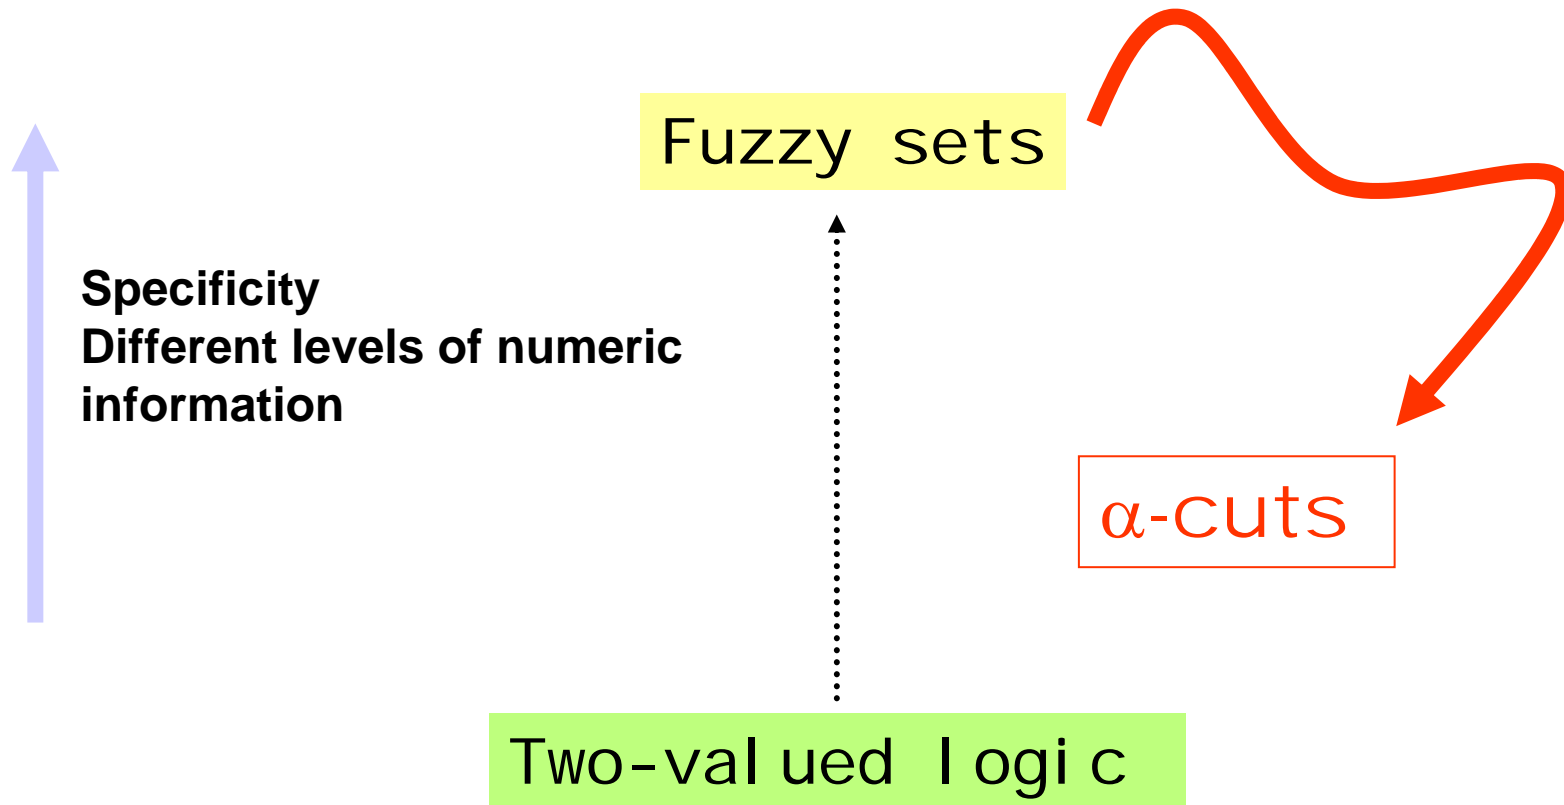 Fuzzy sets
Specificity
Different levels of numeric
information
α-cuts
Two-valued logic